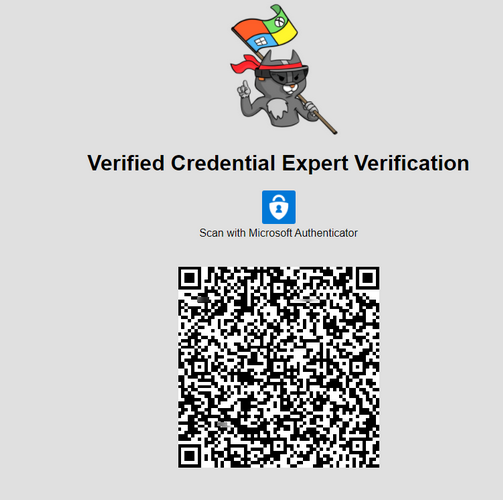 Verified Credential Expert Verification
Scan with Microsoft Authenticator